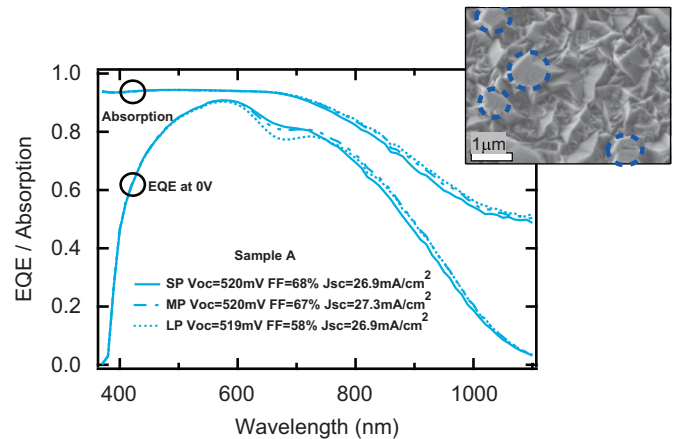 1μm
1.0
0.8
0.6
0.4
0.2
0.0
EQE / Absorption
Absorption
EQE at 0V
Sample A
SP Voc=520mV FF=68% Jsc=26.9mA/cm²
MP Voc=520mV FF=67% Jsc=27.3mA/cm²
LP Voc=519mV FF=58% Jsc=26.9mA/cm²
400 600 800 1000
Wavelength (nm)